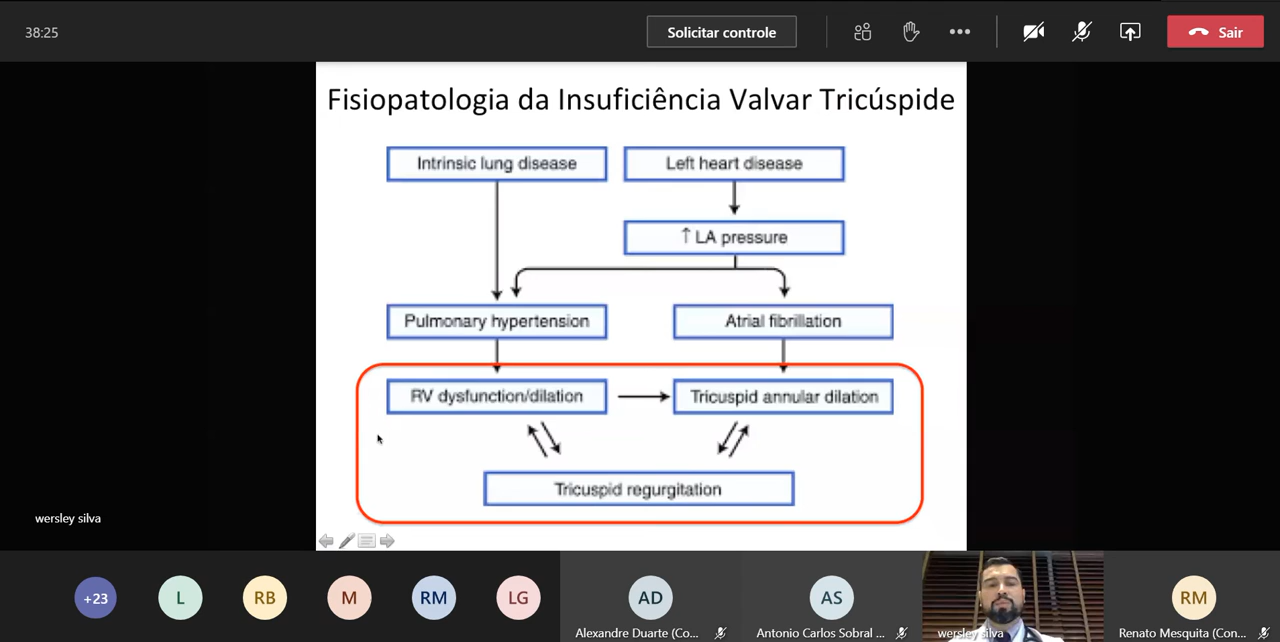 38:25
Solicitar controle
Sair
Fisiopatologia da Insuficiência Valvar Tricúspide
Intrinsic lung disease
Left heart disease
↑ LA pressure
Pulmonary hypertension
Atrial fibrillation
RV dysfunction/dilation
Tricuspid annular dilation
Tricuspid regurgitation
wersley silva
+23
L
RB
M
RM
LG
AD
AS
RM
Alexandre Duarte (Co...
Antonio Carlos Sobral ...
wersley silva
Renato Mesquita (Con...